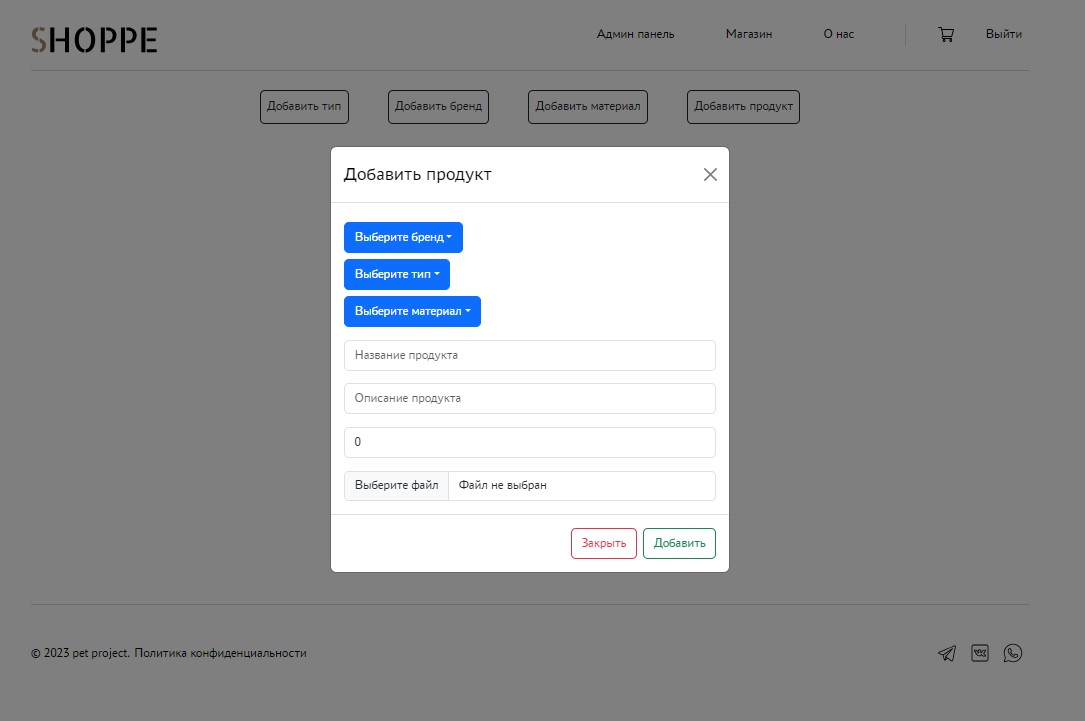 SHOPPE
Админ панель Магазин О нас Выйти
Добавить тип Добавить бренд Добавить материал Добавить продукт
Добавить продукт
Выберите бренд
Выберите тип
Выберите материал
Название продукта
Описание продукта
0
Выберите файл Файл не выбран
Закрыть Добавить
© 2023 pet project. Политика конфиденциальности